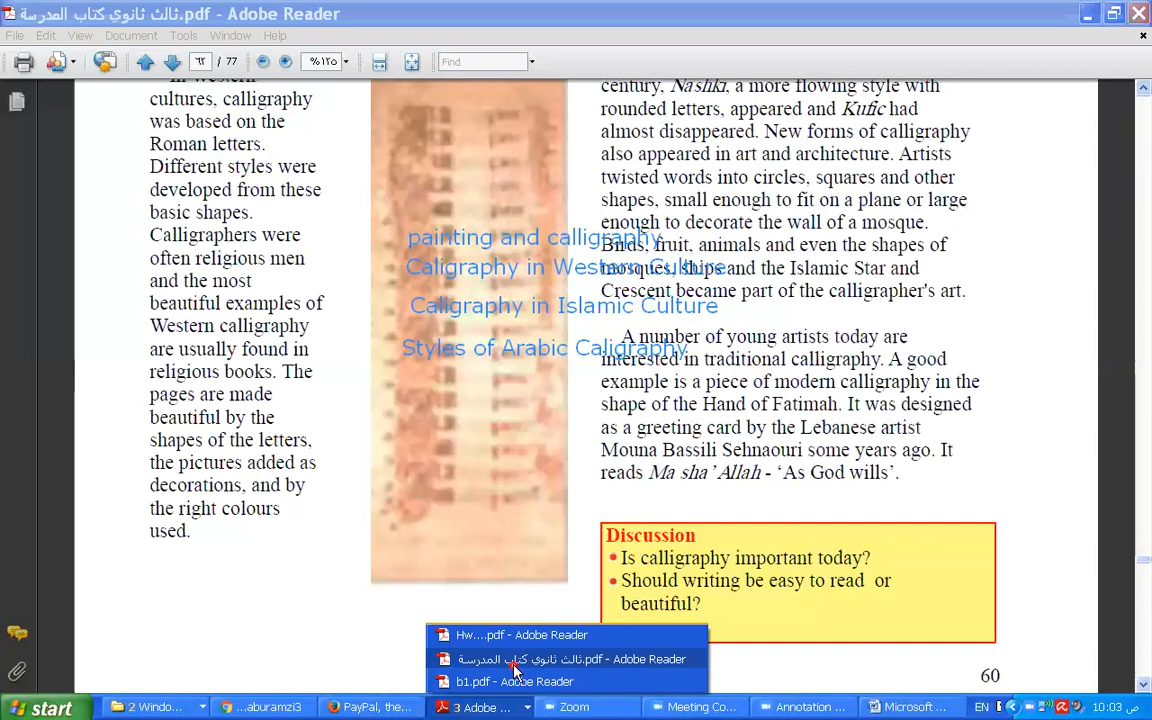 ثالث ثانوي كتاب المدرسة.pdf - Adobe Reader
File Edit View Document Tools Window Help
٦٢ / 77 %١٢٥ Find
In Western
cultures, calligraphy
was based on the
Roman letters.
Different styles were
developed from these
basic shapes.
Calligraphers were
often religious men
and the most
beautiful examples of
Western calligraphy
are usually found in
religious books. The
pages are made
beautiful by the
shapes of the letters,
the pictures added as
decorations, and by
the right colours
used.
painting and calligraphy
Caligraphy in Western Culture
Caligraphy in Islamic Culture
Styles of Arabic Caligraphy
century, Nashki, a more flowing style with
rounded letters, appeared and Kufic had
almost disappeared. New forms of calligraphy
also appeared in art and architecture. Artists
twisted words into circles, squares and other
shapes, small enough to fit on a plane or large
enough to decorate the wall of a mosque.
Birds, fruit, animals and even the shapes of
mosques, ships and the Islamic Star and
Crescent became part of the calligrapher's art.
A number of young artists today are
interested in traditional calligraphy. A good
example is a piece of modern calligraphy in the
shape of the Hand of Fatimah. It was designed
as a greeting card by the Lebanese artist
Mouna Bassili Sehnaouri some years ago. It
reads Ma sha'Allah - 'As God wills'.
Discussion
• Is calligraphy important today?
• Should writing be easy to read or
beautiful?
60
Hw....pdf - Adobe Reader
ثالث ثانوي كتاب المدرسة.pdf - Adobe Reader
b1.pdf - Adobe Reader
start 2 Windo... ...aburamzi3 PayPal, the... 3 Adobe ... Zoom Meeting Co... Annotation ... Microsoft ... EN 10:03 ص